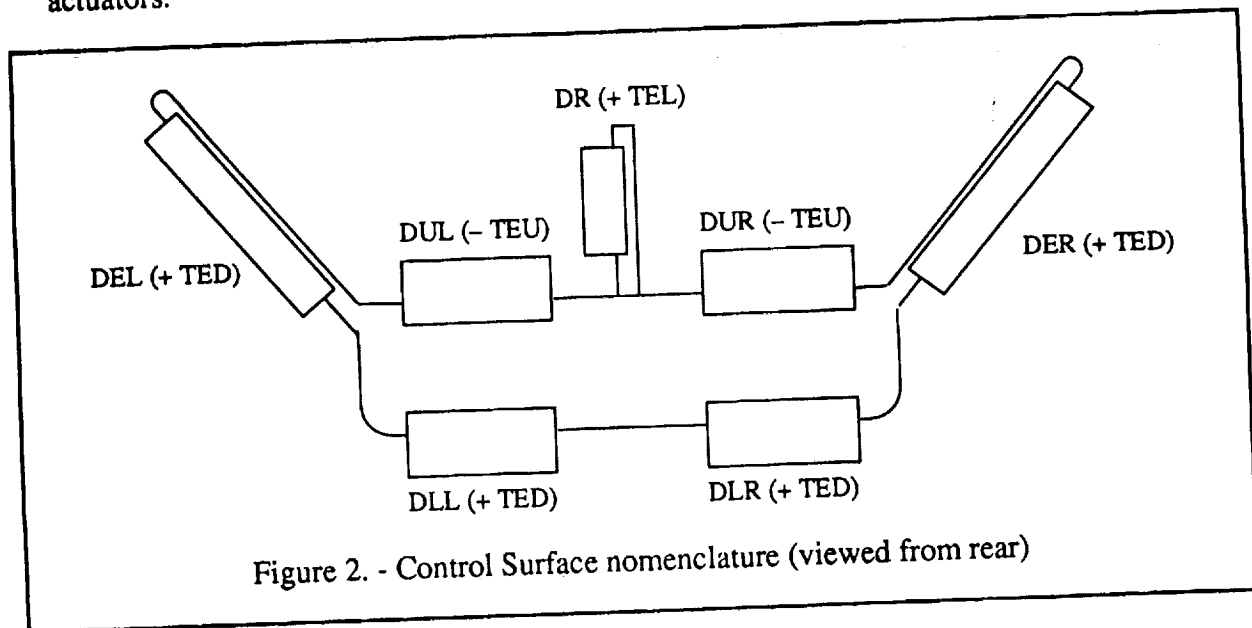 actuators.
DR (+ TEL)
DUL (– TEU)
DUR (– TEU)
DEL (+ TED)
DER (+ TED)
DLL (+ TED)
DLR (+ TED)
Figure 2. - Control Surface nomenclature (viewed from rear)